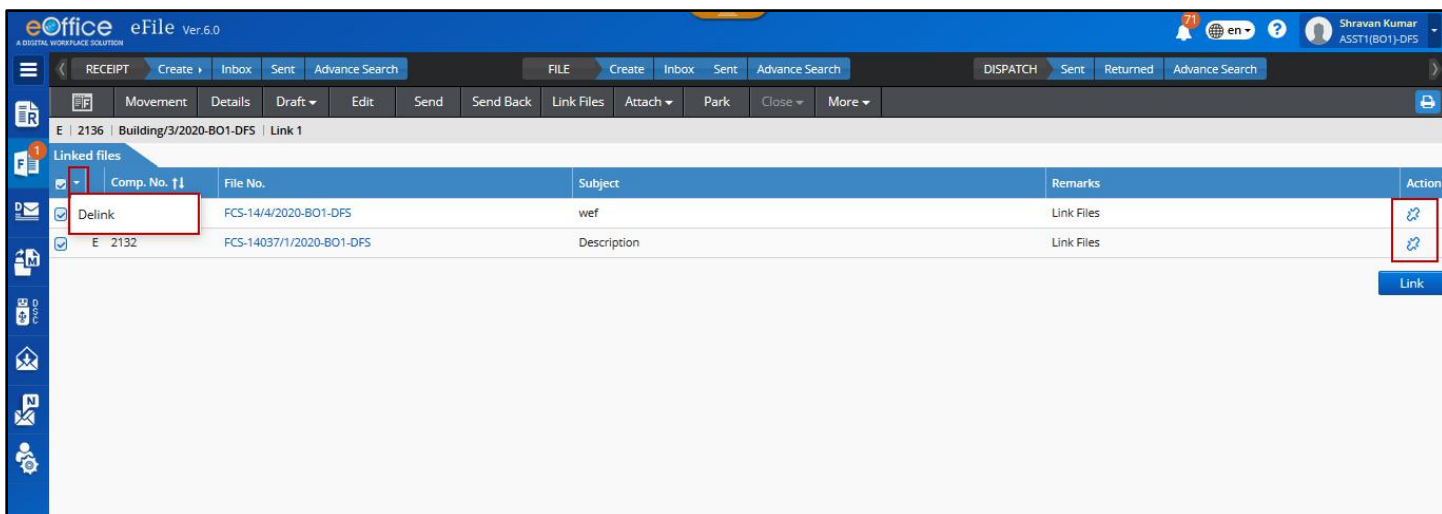 eOffice eFile Ver.6.0 71 en ? Shravan Kumar
A DIGITAL WORKPLACE SOLUTION ASST1(BO1)-DFS
RECEIPT Create Inbox Sent Advance Search FILE Create Inbox Sent Advance Search DISPATCH Sent Returned Advance Search
Movement Details Draft Edit Send Send Back Link Files Attach Park Close More
E | 2136 | Building/3/2020-BO1-DFS | Link 1
Linked files
Comp. No. File No. Subject Remarks Action
Delink FCS-14/4/2020-BO1-DFS wef Link Files
E 2132 FCS-14037/1/2020-BO1-DFS Description Link Files
Link
R
F 1
D
M
DSC
N